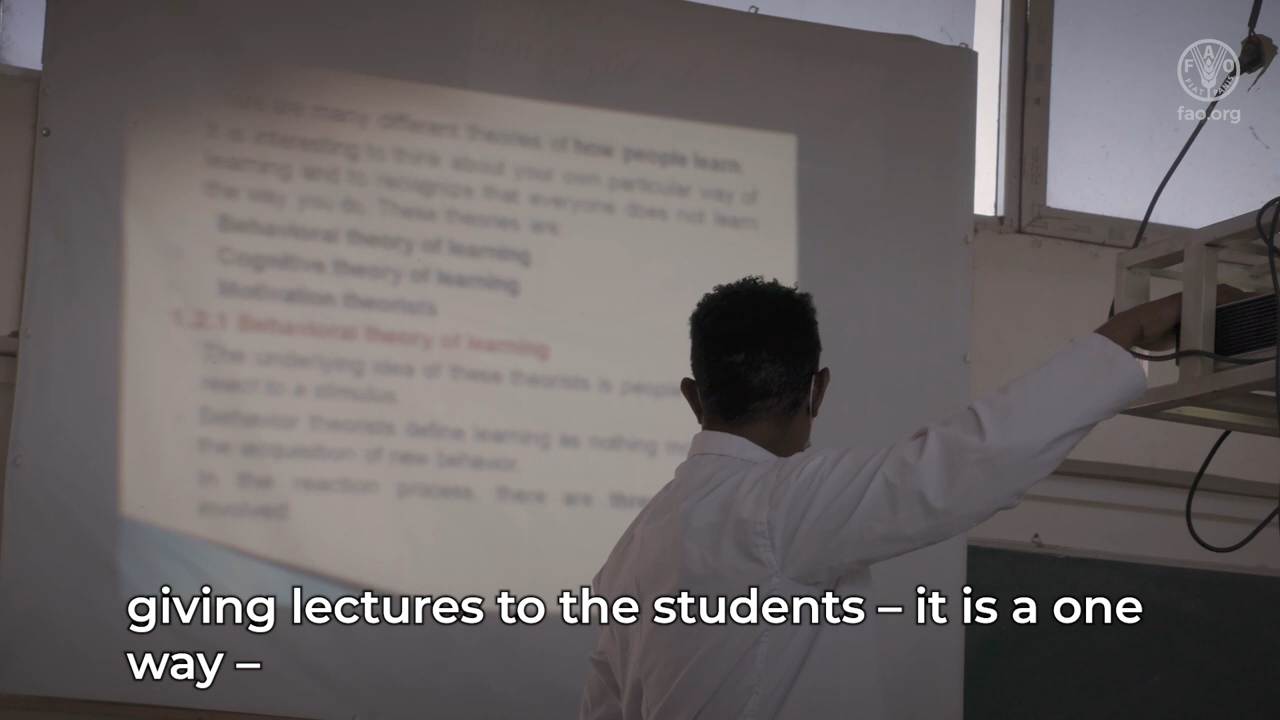 FAO
FIAT PANIS
fao.org
are many different theories of how people learn.
It is interesting to think about your own particular way of
learning and to recognize that everyone does not learn
the way you do. These theories are:
Behavioral theory of learning
Cognitive theory of learning
Motivation theorists
1.2.1 Behavioral theory of learning
The underlying idea of these theorists is people
react to a stimulus.
Behavior theorists define learning as nothing
the acquisition of new behavior.
In the reaction process, there are
involved
giving lectures to the students – it is a one
way –